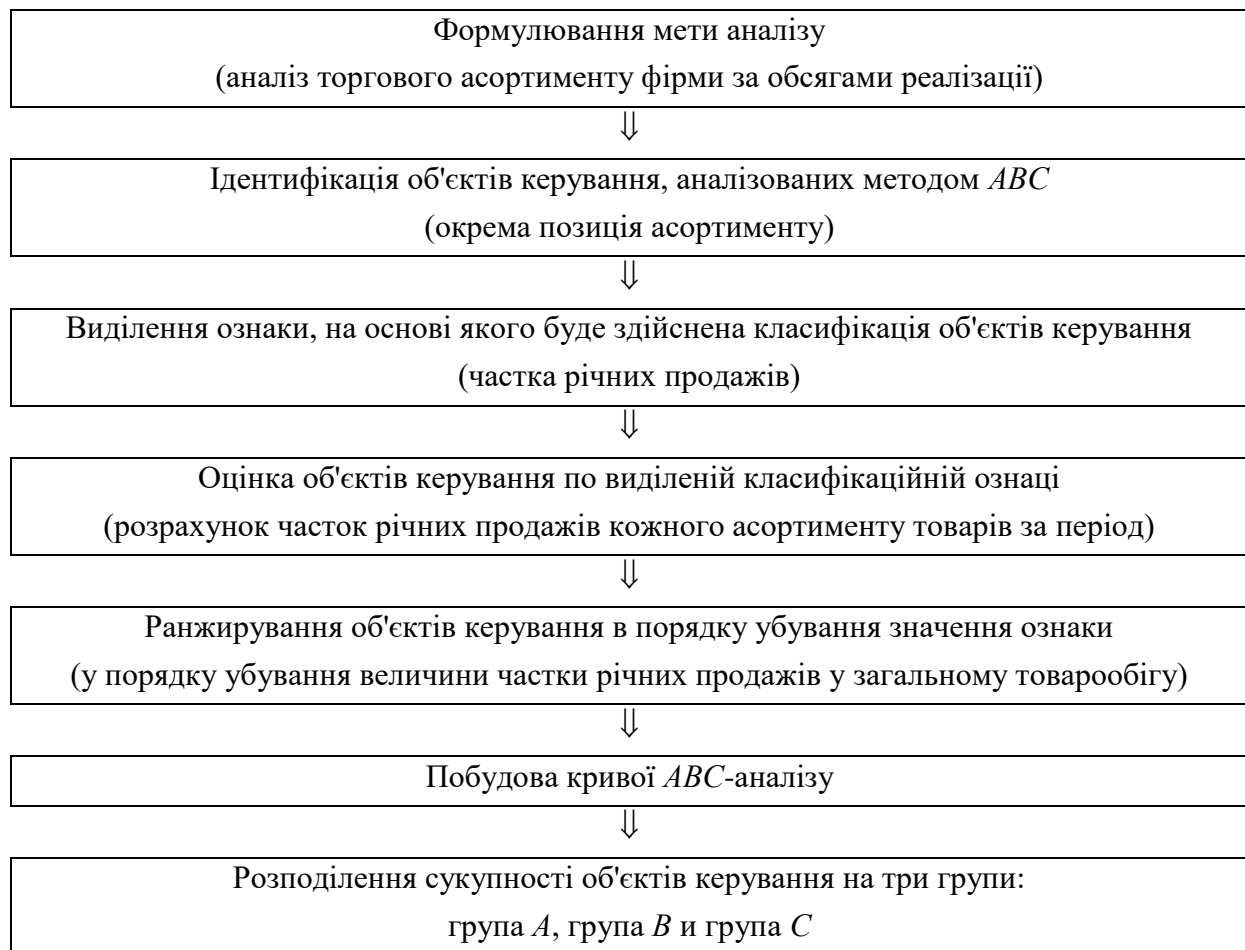 Формулювання мети аналізу
(аналіз торгового асортименту фірми за обсягами реалізації)
⇓
Ідентифікація об'єктів керування, аналізованих методом ABC
(окрема позиція асортименту)
⇓
Виділення ознаки, на основі якого буде здійснена класифікація об'єктів керування
(частка річних продажів)
⇓
Оцінка об'єктів керування по виділеній класифікаційній ознаці
(розрахунок часток річних продажів кожного асортименту товарів за період)
⇓
Ранжирування об'єктів керування в порядку убування значення ознаки
(у порядку убування величини частки річних продажів у загальному товарообігу)
⇓
Побудова кривої ABC-аналізу
⇓
Розподілення сукупності об'єктів керування на три групи:
група A, група B и група C